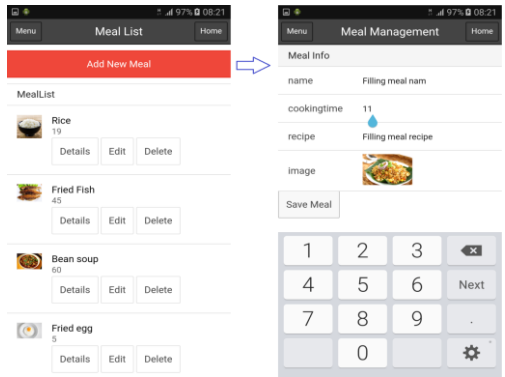 97% 08:21
Menu Meal List Home
Add New Meal
MealList
Rice
19
Details Edit Delete
Fried Fish
45
Details Edit Delete
Bean soup
60
Details Edit Delete
Fried egg
5
Details Edit Delete
97% 08:21
Menu Meal Management Home
Meal Info
name Filling meal nam
cookingtime 11
recipe Filling meal recipe
image
Save Meal
1 2 3
4 5 6 Next
7 8 9 .
0